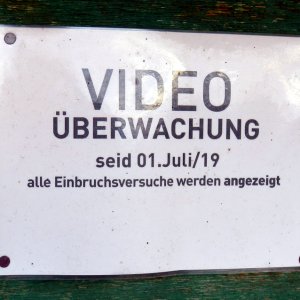 VIDEO
ÜBERWACHUNG
seid 01.Juli/19
alle Einbruchsversuche werden angezeigt